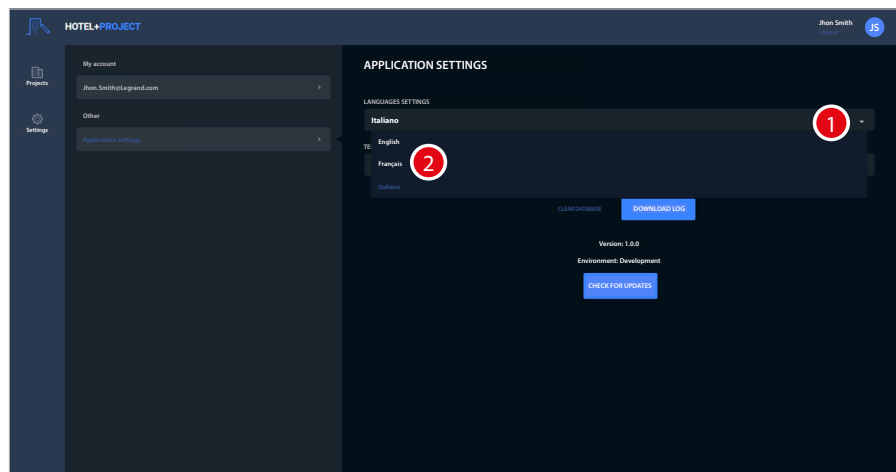 HOTEL+PROJECT
Jhon Smith
Logout
JS
Projects
Settings
My account
Jhon.Smith@Legrand.com
Other
Application settings
APPLICATION SETTINGS
LANGUAGES SETTINGS
Italiano
1
TE
English
Français
2
Italiano
CLEAR DATABASE
DOWNLOAD LOG
Version: 1.0.0
Environment: Development
CHECK FOR UPDATES